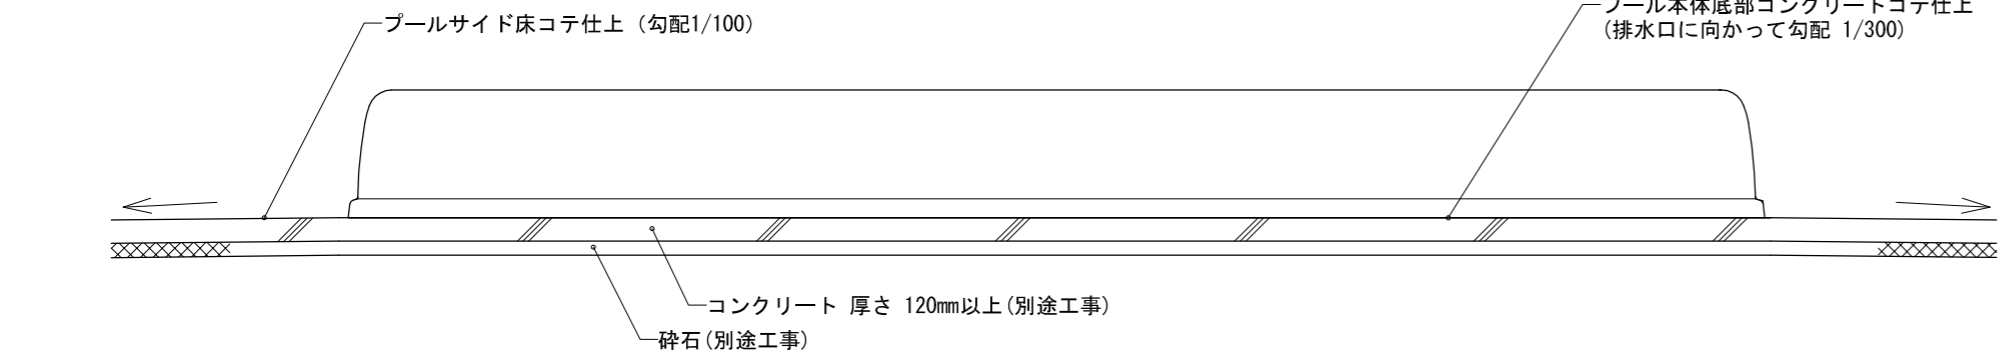 プールサイド床コテ仕上（勾配1/100）
プール本体底部コンクリートコテ仕上
(排水口に向かって勾配 1/300)
コンクリート 厚さ 120mm以上(別途工事)
砕石(別途工事)